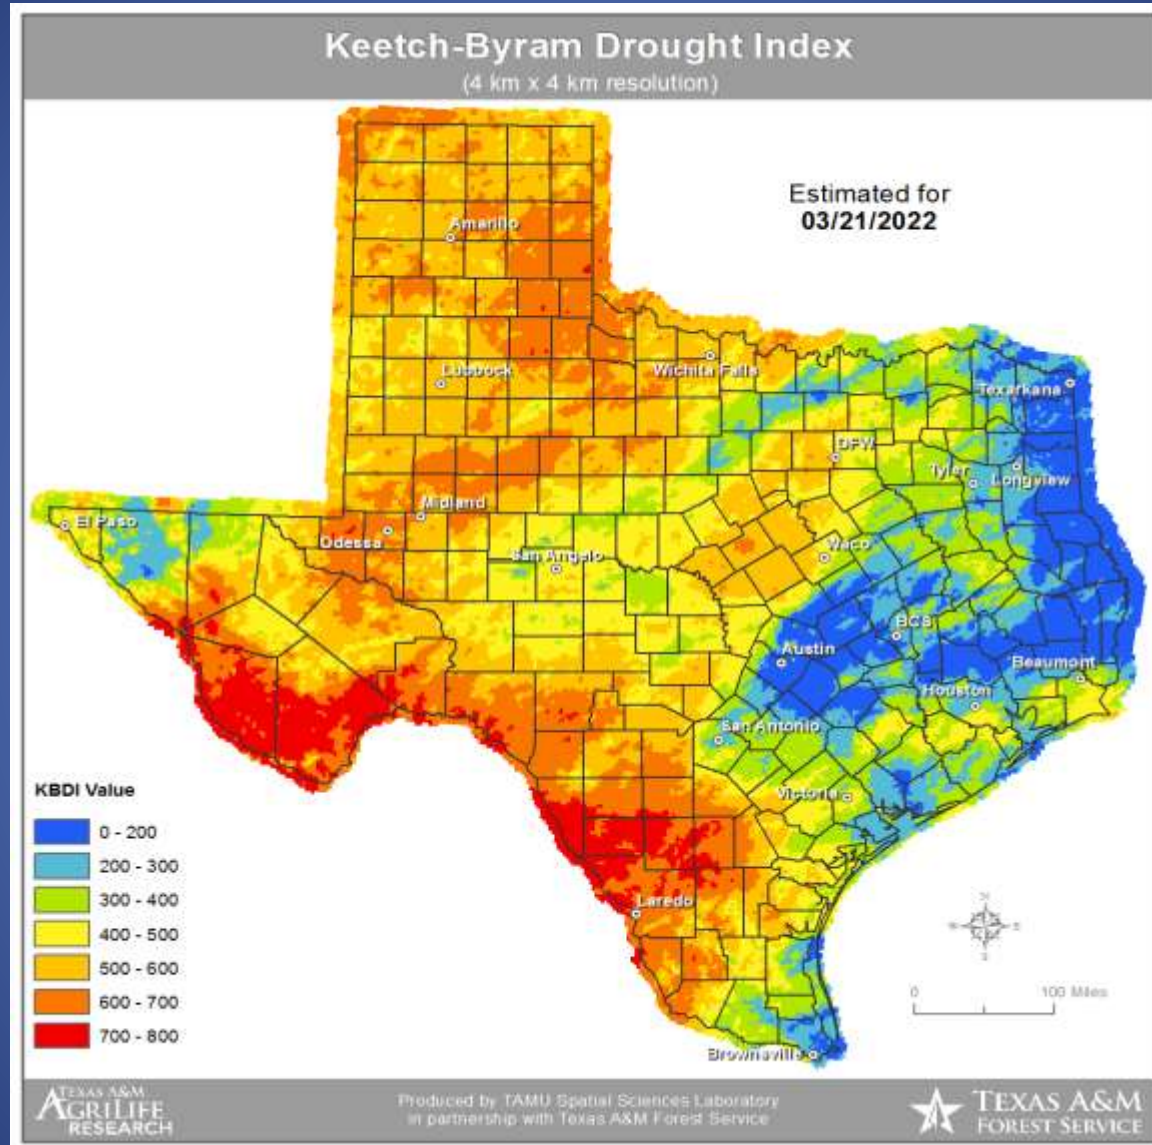 Keetch-Byram Drought Index
(4 km x 4 km resolution)
Estimated for
03/21/2022
Amarillo
Lubbock
Wichita Falls
Texarkana
DFW
Tyler
Longview
Midland
El Paso
Odessa
San Angelo
Waco
BCS
Austin
Beaumont
Houston
San Antonio
Victoria
Laredo
Brownsville
KBDI Value
0 - 200
200 - 300
300 - 400
400 - 500
500 - 600
600 - 700
700 - 800
N
W E
S
0 100 Miles
TEXAS A&M
AGRILIFE
RESEARCH
Produced by TAMU Spatial Sciences Laboratory
in partnership with Texas A&M Forest Service
TEXAS A&M
FOREST SERVICE